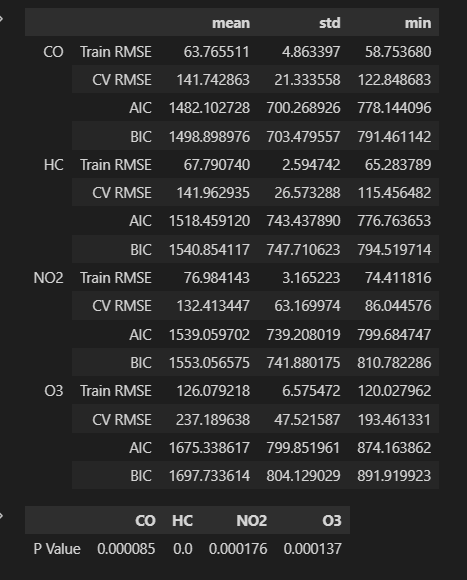 mean std min
CO Train RMSE 63.765511 4.863397 58.753680
CV RMSE 141.742863 21.333558 122.848683
AIC 1482.102728 700.268926 778.144096
BIC 1498.898976 703.479557 791.461142
HC Train RMSE 67.790740 2.594742 65.283789
CV RMSE 141.962935 26.573288 115.456482
AIC 1518.459120 743.437890 776.763653
BIC 1540.854117 747.710623 794.519714
NO2 Train RMSE 76.984143 3.165223 74.411816
CV RMSE 132.413447 63.169974 86.044576
AIC 1539.059702 739.208019 799.684747
BIC 1553.056575 741.880175 810.782286
O3 Train RMSE 126.079218 6.575472 120.027962
CV RMSE 237.189638 47.521587 193.461331
AIC 1675.338617 799.851961 874.163862
BIC 1697.733614 804.129029 891.919923
CO HC NO2 O3
P Value 0.000085 0.0 0.000176 0.000137